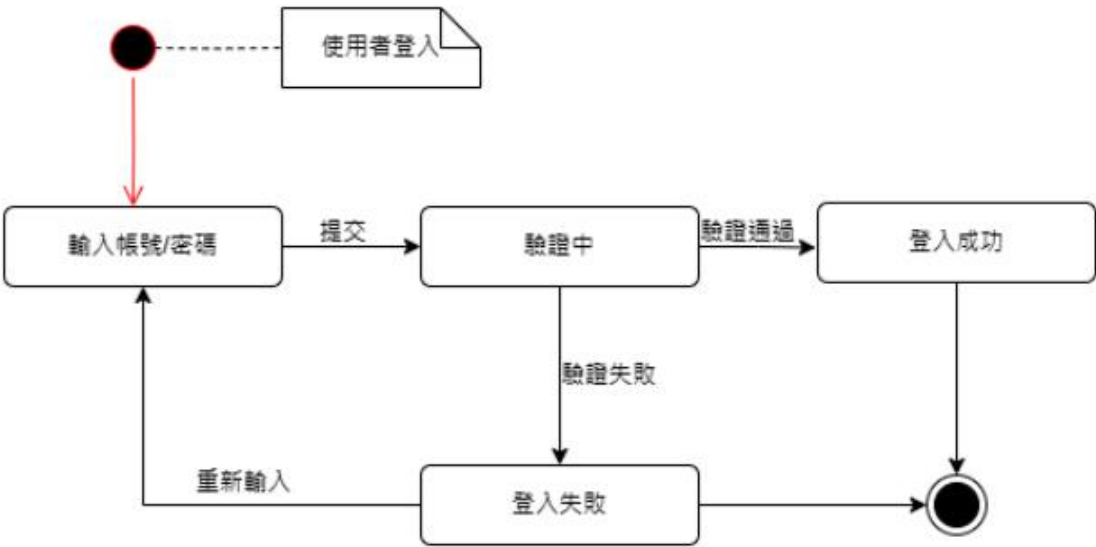 使用者登入
輸入帳號/密碼
提交
驗證中
驗證通過
登入成功
驗證失敗
重新輸入
登入失敗